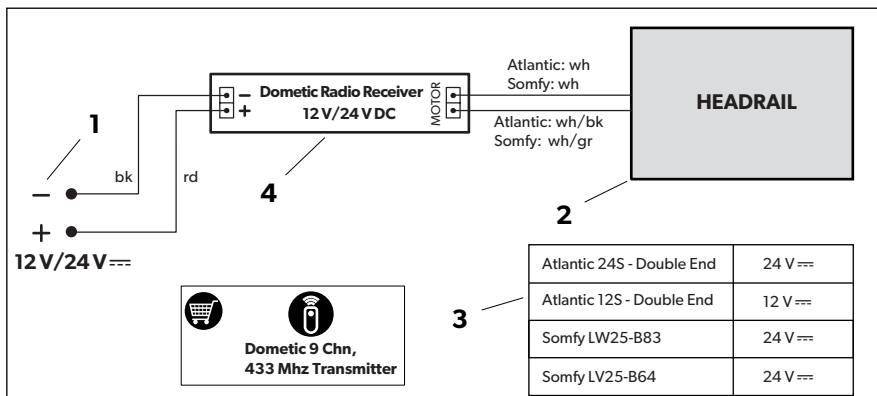 Atlantic: wh
Somfy: wh
Dometic Radio Receiver
12 V/24 V DC
MOTOR
−
+
HEADRAIL
Atlantic: wh/bk
Somfy: wh/gr
1
bk
rd
4
2
−
+
12 V/24 V ⎓
3
Atlantic 24S - Double End 24 V ⎓
Atlantic 12S - Double End 12 V ⎓
Somfy LW25-B83 24 V ⎓
Somfy LV25-B64 24 V ⎓
Dometic 9 Chn,
433 Mhz Transmitter